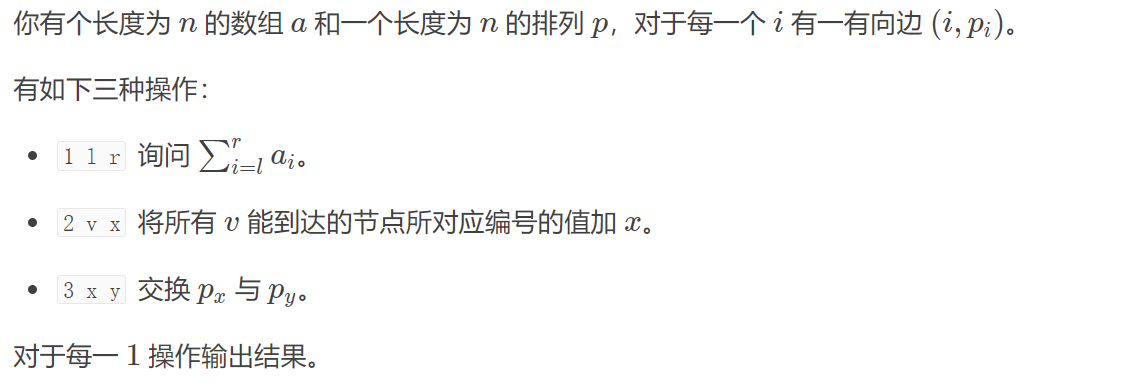 你有个长度为 n 的数组 a 和一个长度为 n 的排列 p，对于每一个 i 有一有向边 (i, p_i)。
有如下三种操作：
• 1 l r 询问 ∑_{i=l}^{r} a_i。
• 2 v x 将所有 v 能到达的节点所对应编号的值加 x。
• 3 x y 交换 p_x 与 p_y。
对于每一 1 操作输出结果。